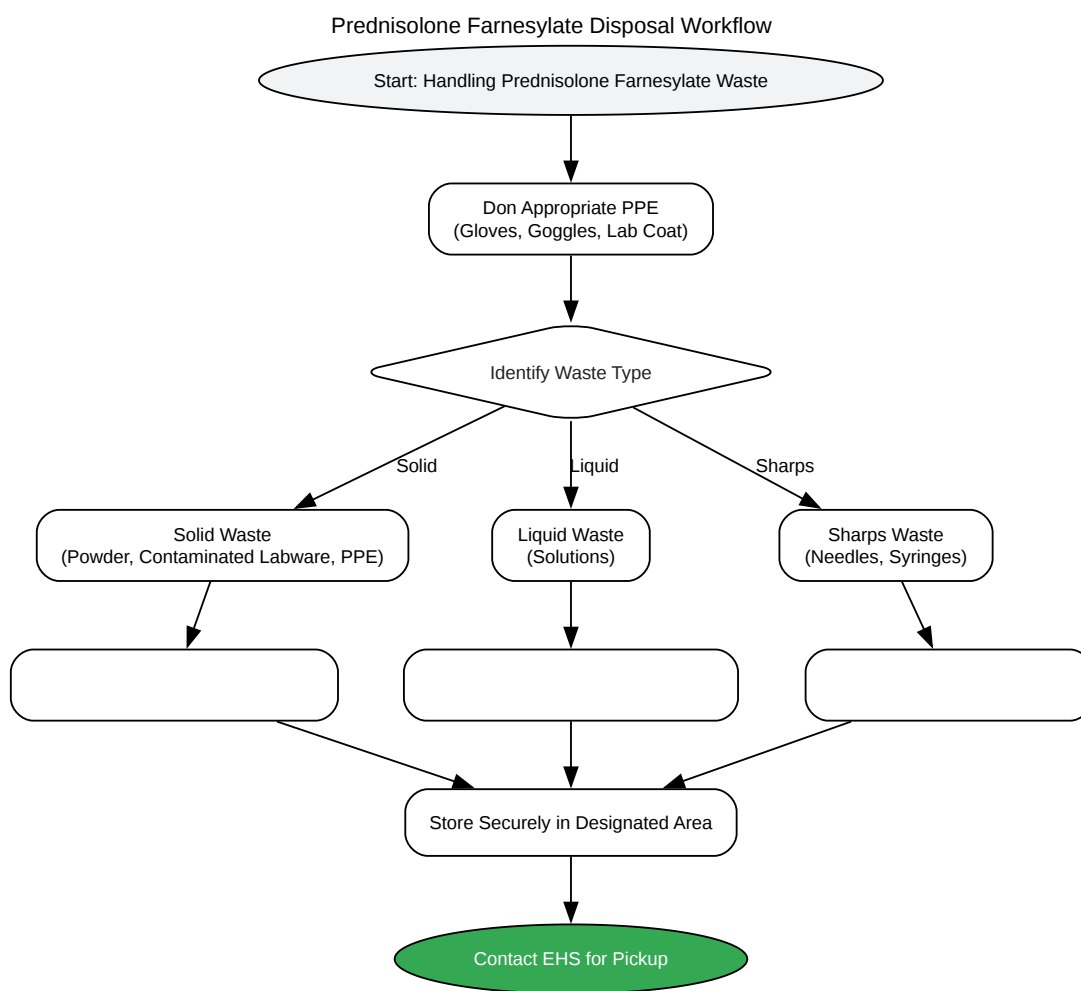 Prednisolone Farnesylate Disposal Workflow
Start: Handling Prednisolone Farnesylate Waste
Don Appropriate PPE
(Gloves, Goggles, Lab Coat)
Identify Waste Type
Solid
Liquid
Sharps
Solid Waste
(Powder, Contaminated Labware, PPE)
Liquid Waste
(Solutions)
Sharps Waste
(Needles, Syringes)
Store Securely in Designated Area
Contact EHS for Pickup